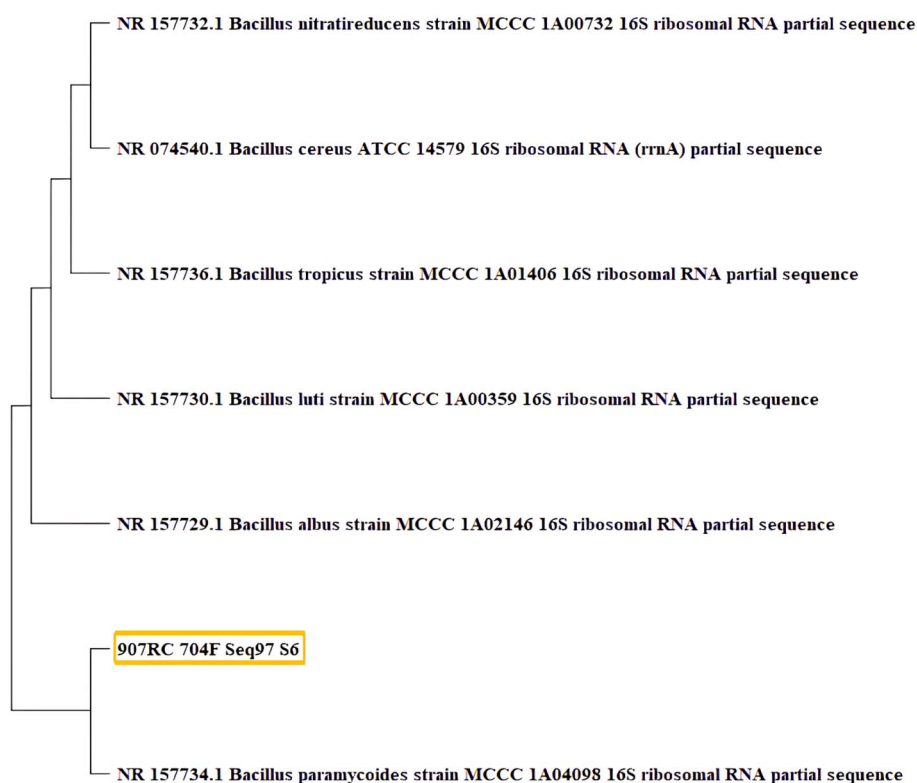 NR 157732.1 Bacillus nitratireducens strain MCCC 1A00732 16S ribosomal RNA partial sequence
NR 074540.1 Bacillus cereus ATCC 14579 16S ribosomal RNA (rrnA) partial sequence
NR 157736.1 Bacillus tropicus strain MCCC 1A01406 16S ribosomal RNA partial sequence
NR 157730.1 Bacillus luti strain MCCC 1A00359 16S ribosomal RNA partial sequence
NR 157729.1 Bacillus albus strain MCCC 1A02146 16S ribosomal RNA partial sequence
907RC 704F Seq97 S6
NR 157734.1 Bacillus paramycoides strain MCCC 1A04098 16S ribosomal RNA partial sequence